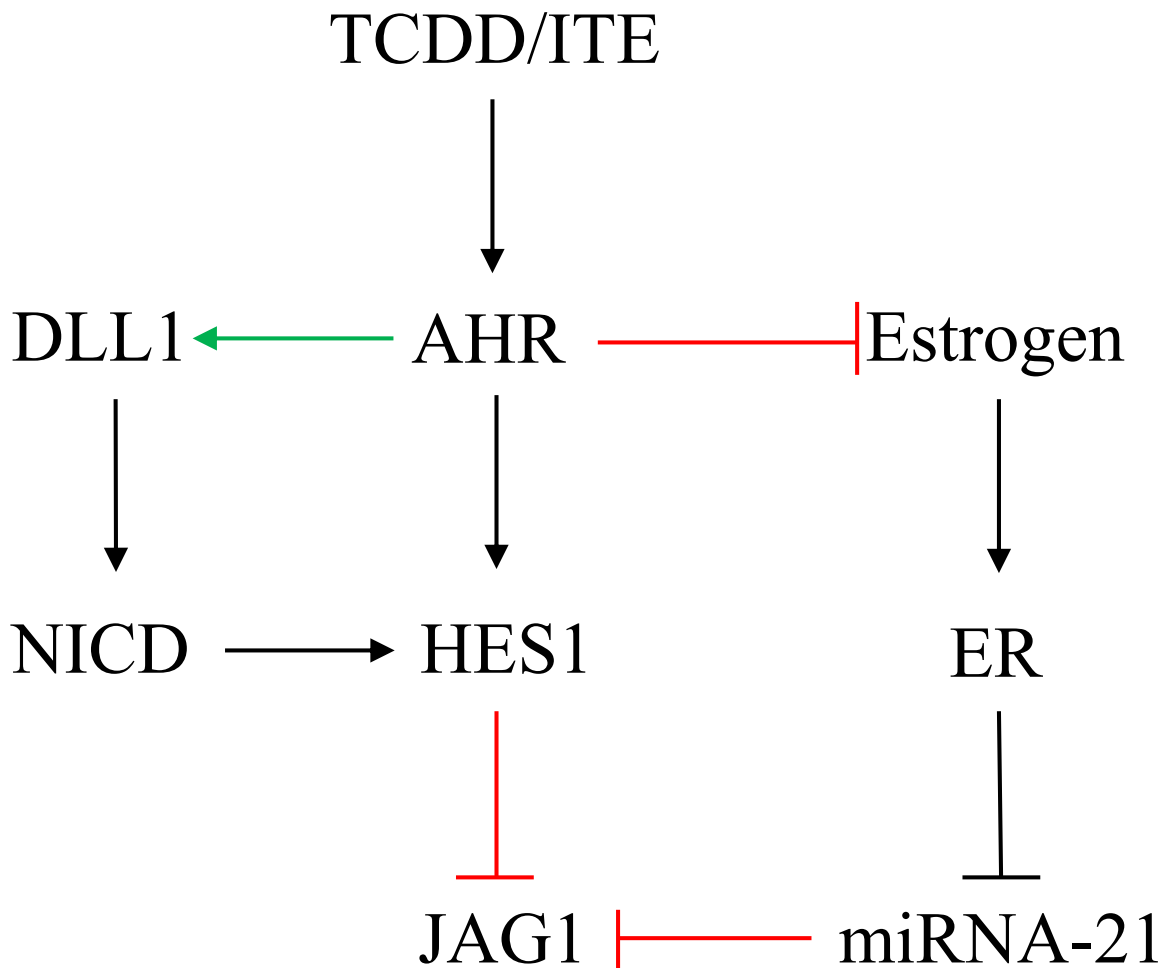 TCDD/ITE
DLL1
AHR
Estrogen
NICD
HES1
ER
JAG1
miRNA-21